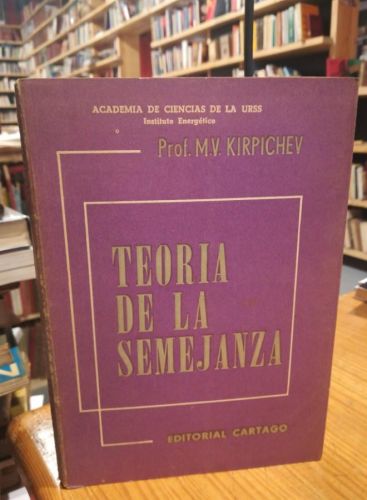 ACADEMIA DE CIENCIAS DE LA URSS
Instituto Energético
Prof. M.V. KIRPICHEV
TEORIA
DE LA
SEMEJANZA
EDITORIAL CARTAGO